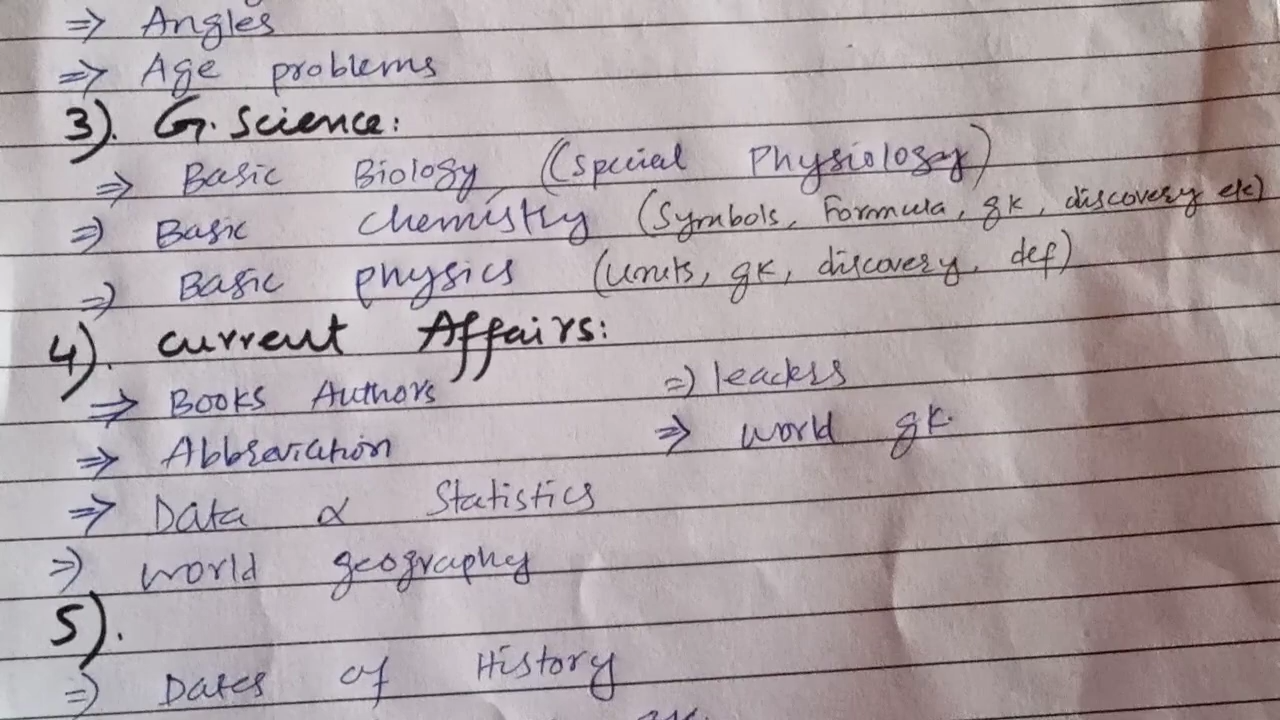 ⇒ Angles
⇒ Age problems
3). G. Science:
⇒ Basic Biology (Special Physiology)
⇒ Basic Chemistry (Symbols, Formula, gk, discovery etc)
⇒ Basic physics (Units, gk, discovery, def)
4). Current Affairs:
⇒ Books Authors ⇒ leaders
⇒ Abbreviation ⇒ world gk.
⇒ Data & Statistics
⇒ world geography
5).
⇒ Dates of History